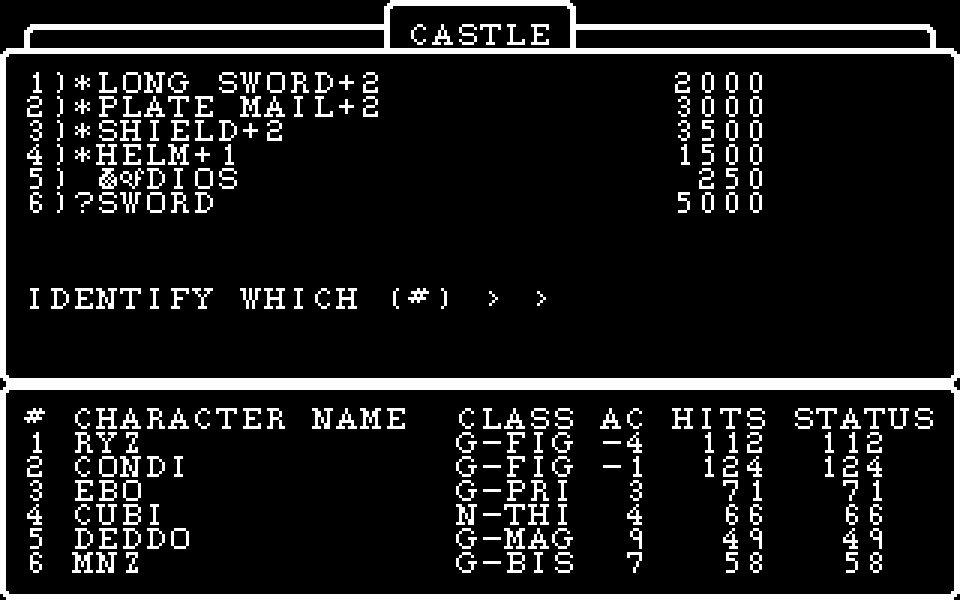 CASTLE
1)*LONG SWORD+2 2000
2)*PLATE MAIL+2 3000
3)*SHIELD+2 3500
4)*HELM+1 1500
5) of DIOS 250
6)?SWORD 5000
IDENTIFY WHICH (#) > >
# CHARACTER NAME CLASS AC HITS STATUS
1 RYZ G-FIG -4 112 112
2 CONDI G-FIG -1 124 124
3 EBO G-PRI 3 71 71
4 CUBI N-THI 4 66 66
5 DEDDO G-MAG 9 49 49
6 MNZ G-BIS 7 58 58